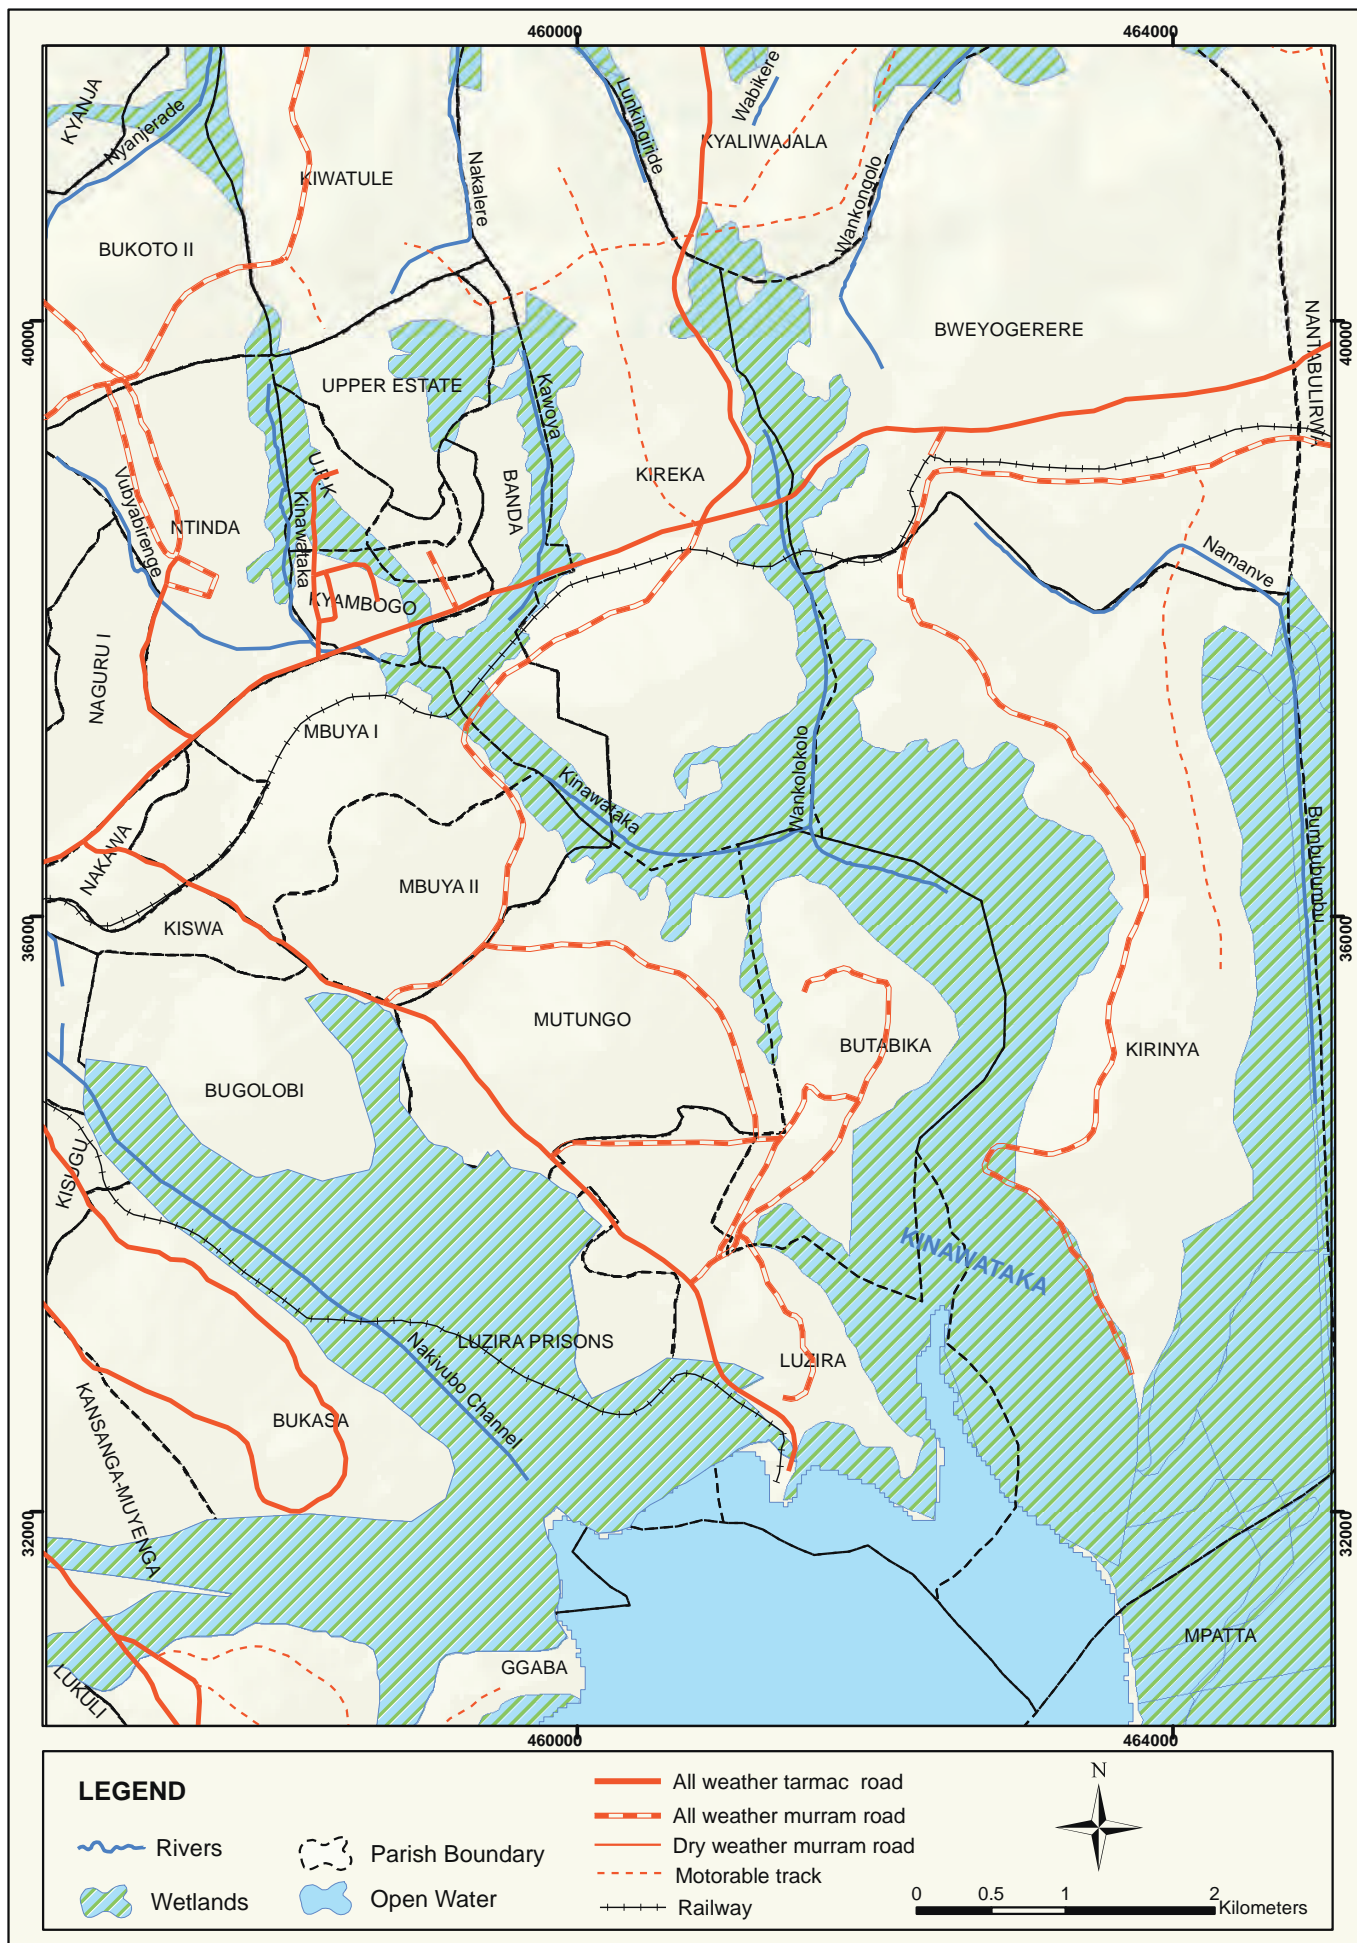 460000
464000
KYANJA
Nyanjerade
Lunkingiride
Wabikere
KYALIWAJALA
KIWATULE
Nakalere
Wankongolo
BUKOTO II
40000
BWEYOGERERE
NANTABULIRWA
40000
UPPER ESTATE
Kawoya
U.P.K
BANDA
KIREKA
Yubyabirenge
NTINDA
Kinawataka
Namanve
KYAMBOGO
NAGURU I
MBUYA I
Kinawataka
Nankolokolo
Bumbubumbu
NAKAWA
MBUYA II
36000
KISWA
36000
MUTUNGO
BUTABIKA
KIRINYA
BUGOLOBI
KISUGU
KINAWATAKA
LUZIRA PRISONS
LUZIRA
Nakivubo Channel
KANSANGA-MUYENGA
BUKASA
32000
32000
MPATTA
GGABA
LUKULI
460000
464000
LEGEND
Rivers
Wetlands
Parish Boundary
Open Water
All weather tarmac road
All weather murram road
Dry weather murram road
Motorable track
Railway
N
0 0.5 1 2
Kilometers